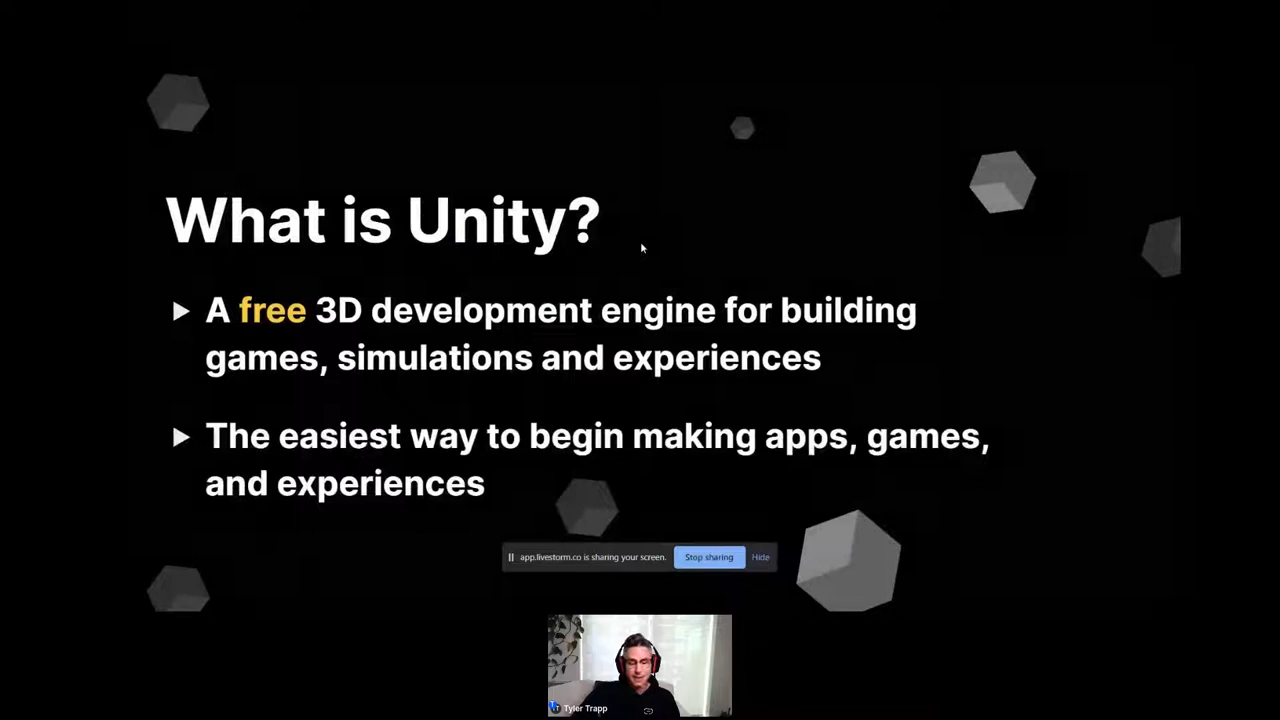 What is Unity?
A free 3D development engine for building
games, simulations and experiences
The easiest way to begin making apps, games,
and experiences
app.livestorm.co is sharing your screen. Stop sharing Hide
Tyler Trapp